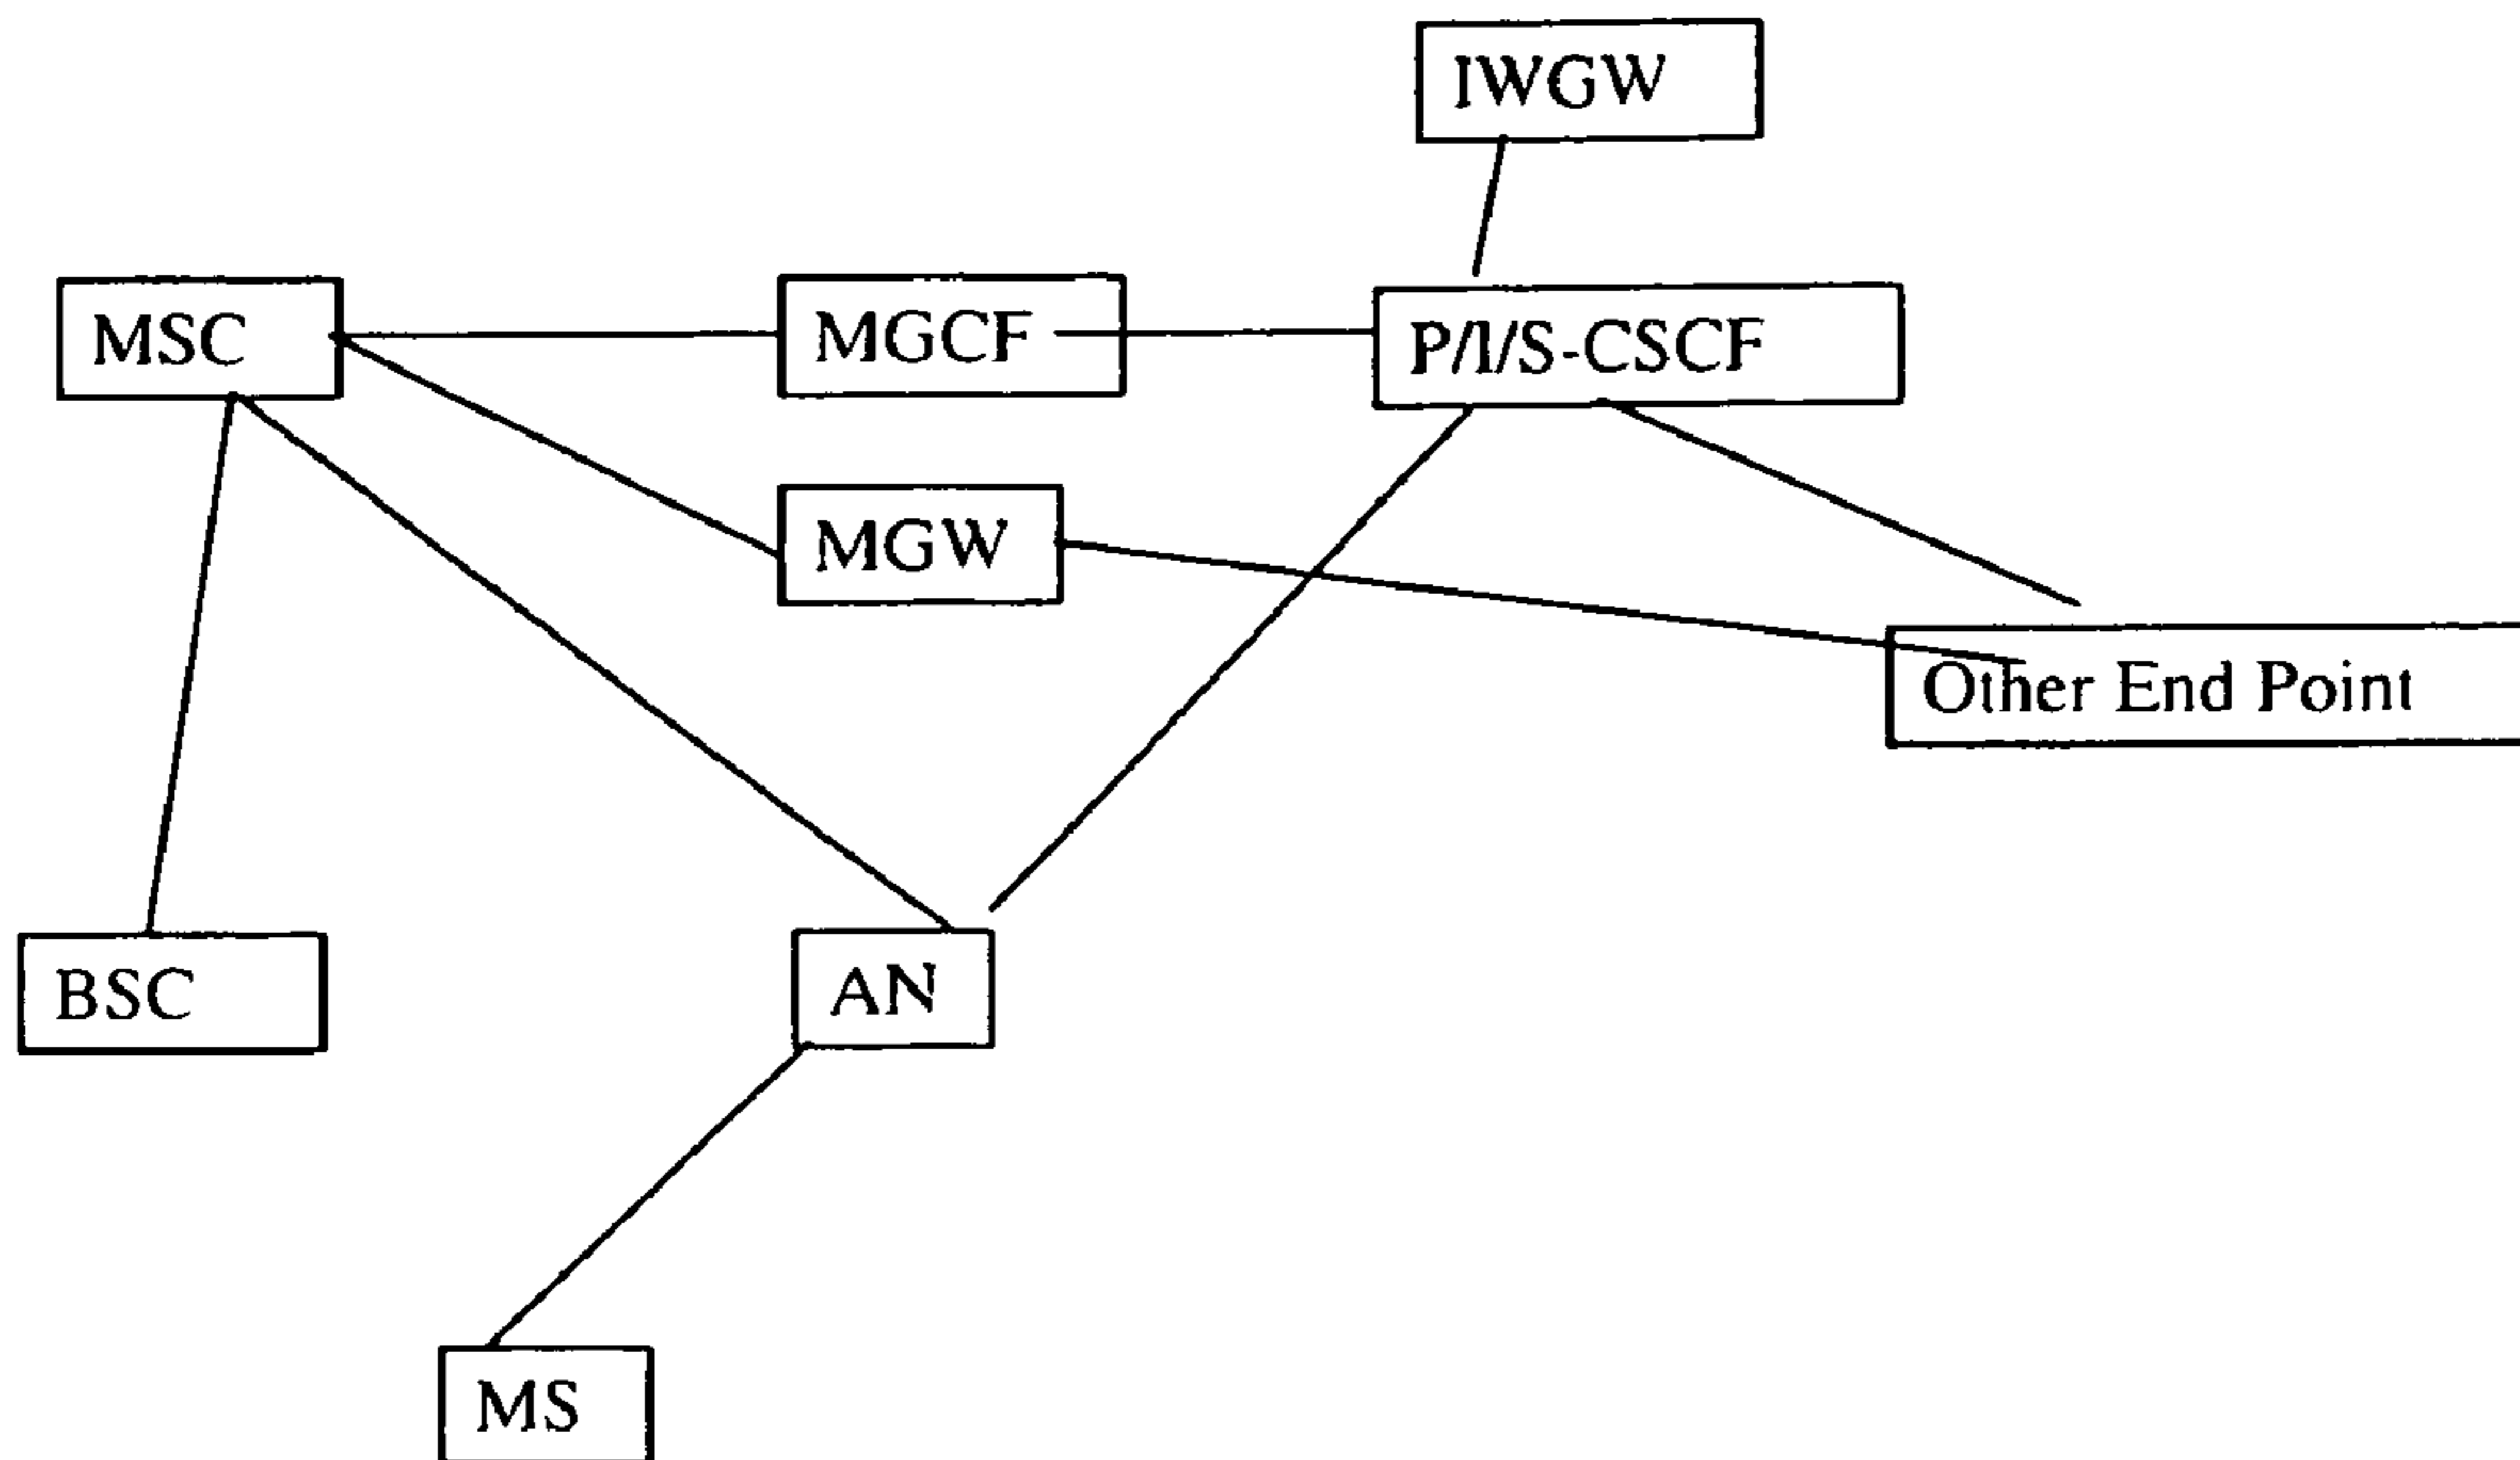 IWGW
MSC
MGCF
P/I/S-CSCF
MGW
Other End Point
BSC
AN
MS